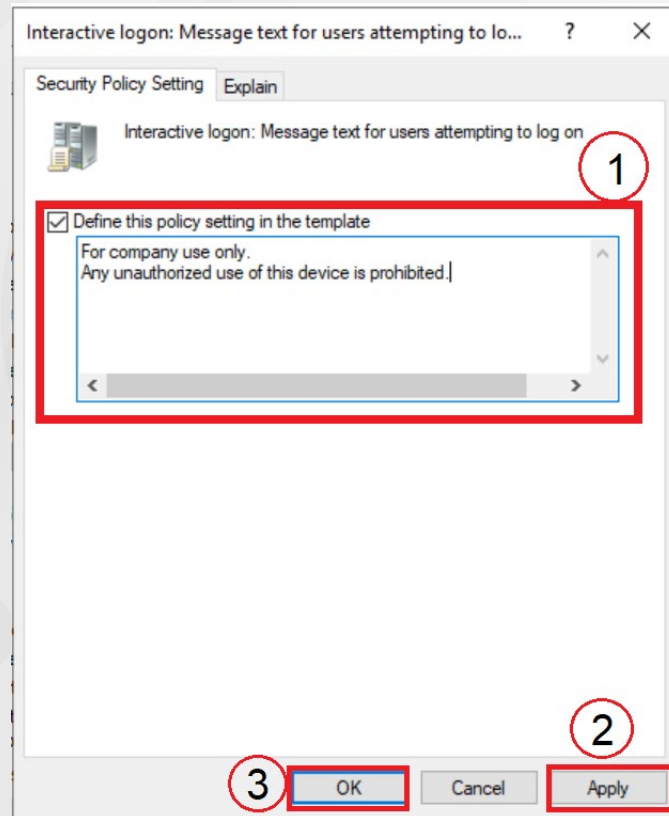 Interactive logon: Message text for users attempting to lo... ? ×
Security Policy Setting Explain
Interactive logon: Message text for users attempting to log on
1
Define this policy setting in the template
For company use only.
Any unauthorized use of this device is prohibited.
2
3 OK Cancel Apply